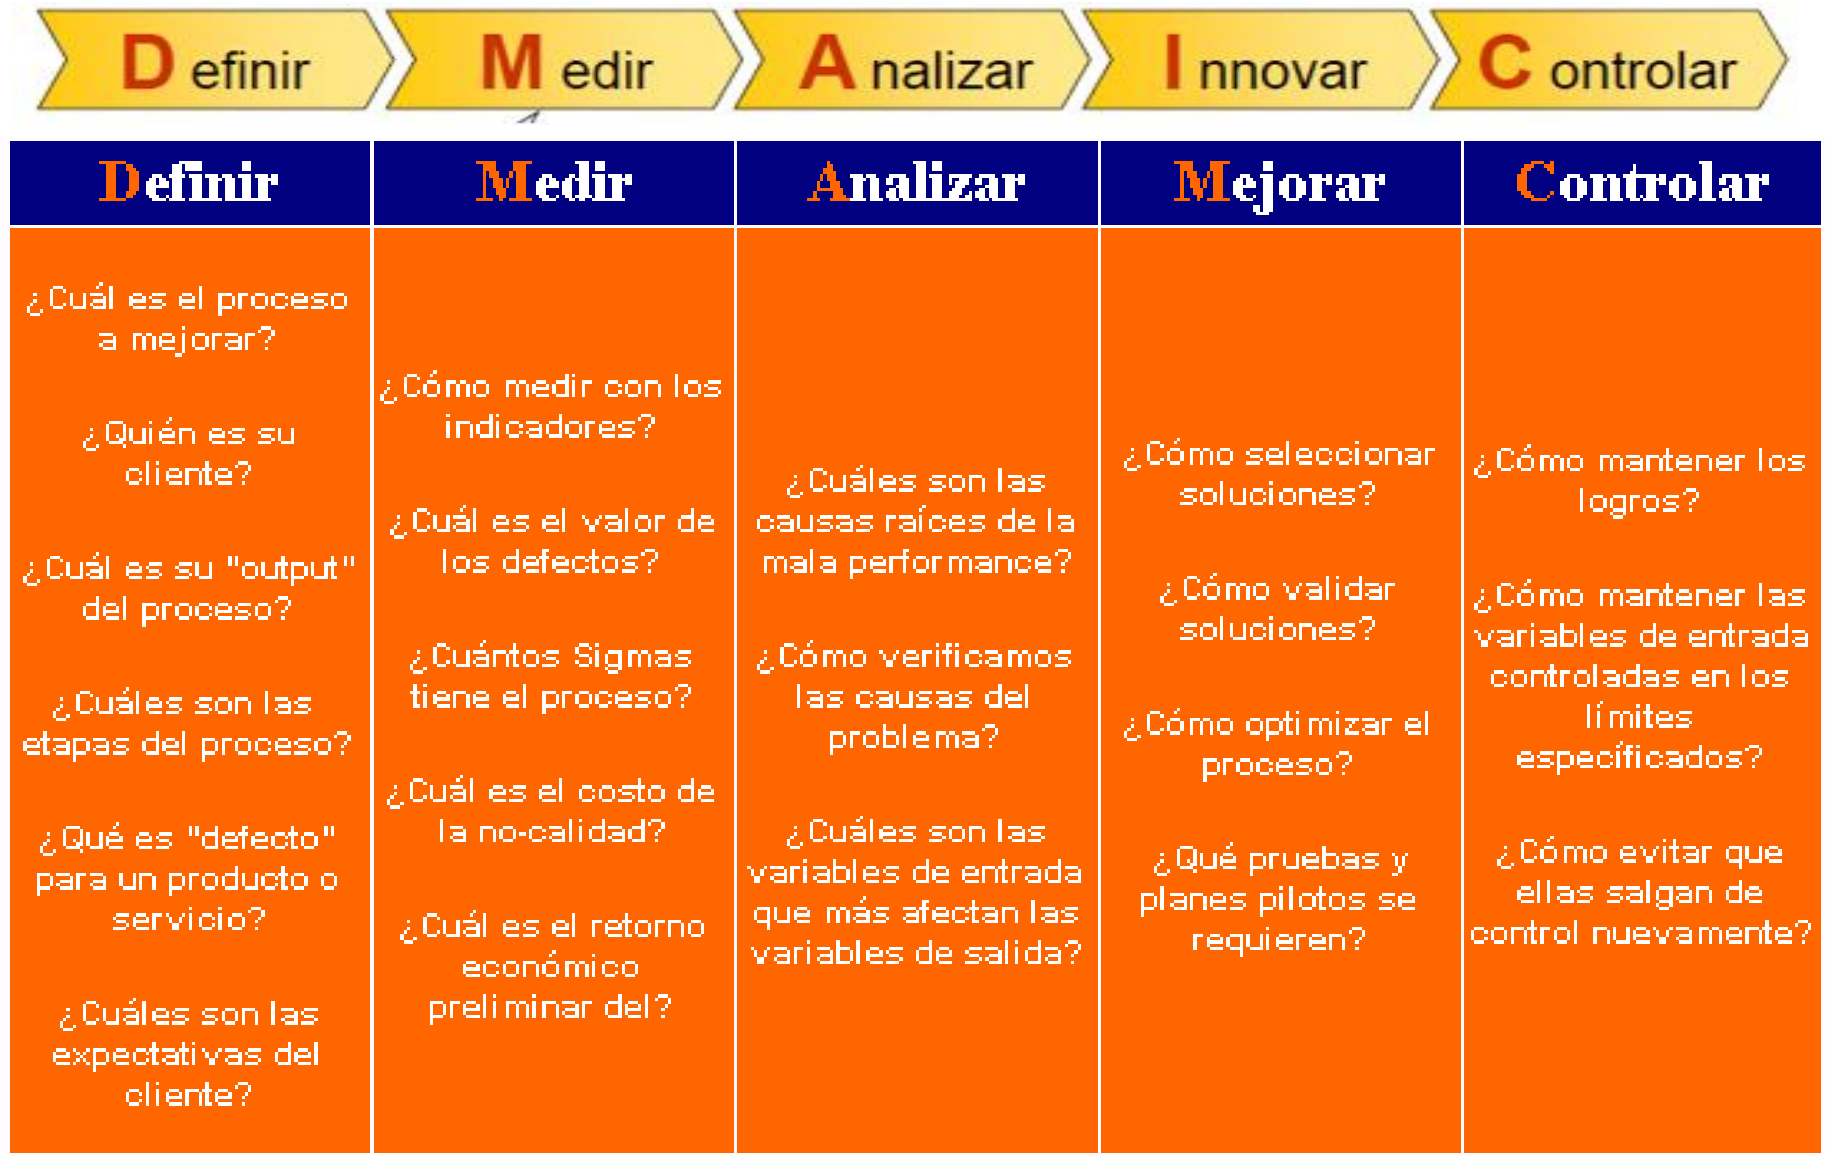 Definir
Medir
Analizar
Innovar
Controlar
Definir
Medir
Analizar
Mejorar
Controlar
¿Cuál es el proceso
a mejorar?
¿Quién es su
cliente?
¿Cuál es su "output"
del proceso?
¿Cuáles son las
etapas del proceso?
¿Qué es "defecto"
para un producto o
servicio?
¿Cuáles son las
expectativas del
cliente?
¿Cómo medir con los
indicadores?
¿Cuál es el valor de
los defectos?
¿Cuántos Sigmas
tiene el proceso?
¿Cuál es el costo de
la no-calidad?
¿Cuál es el retorno
económico
preliminar del?
¿Cuáles son las
causas raíces de la
mala performance?
¿Cómo verificamos
las causas del
problema?
¿Cuáles son las
variables de entrada
que más afectan las
variables de salida?
¿Cómo seleccionar
soluciones?
¿Cómo validar
soluciones?
¿Cómo optimizar el
proceso?
¿Qué pruebas y
planes pilotos se
requieren?
¿Cómo mantener los
logros?
¿Cómo mantener las
variables de entrada
controladas en los
límites
específicados?
¿Cómo evitar que
ellas salgan de
control nuevamente?